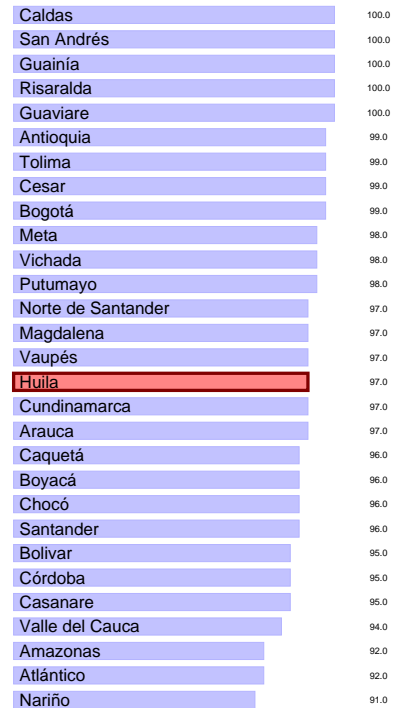 Caldas 100.0
San Andrés 100.0
Guainía 100.0
Risaralda 100.0
Guaviare 100.0
Antioquia 99.0
Tolima 99.0
Cesar 99.0
Bogotá 99.0
Meta 98.0
Vichada 98.0
Putumayo 98.0
Norte de Santander 97.0
Magdalena 97.0
Vaupés 97.0
Huila 97.0
Cundinamarca 97.0
Arauca 97.0
Caquetá 96.0
Boyacá 96.0
Chocó 96.0
Santander 96.0
Bolivar 95.0
Córdoba 95.0
Casanare 95.0
Valle del Cauca 94.0
Amazonas 92.0
Atlántico 92.0
Nariño 91.0